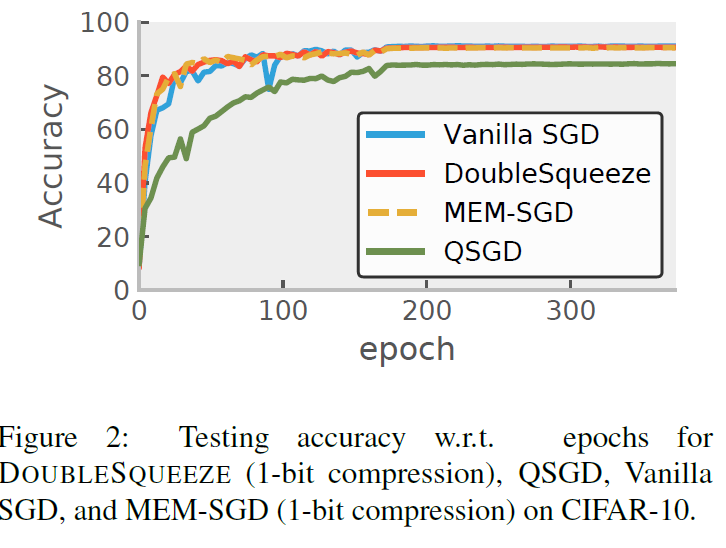 100
80
60
40
20
0
Accuracy
Vanilla SGD
DoubleSqueeze
MEM-SGD
QSGD
0 100 200 300
epoch
Figure 2: Testing accuracy w.r.t. epochs for
DOUBLESQUEEZE (1-bit compression), QSGD, Vanilla
SGD, and MEM-SGD (1-bit compression) on CIFAR-10.